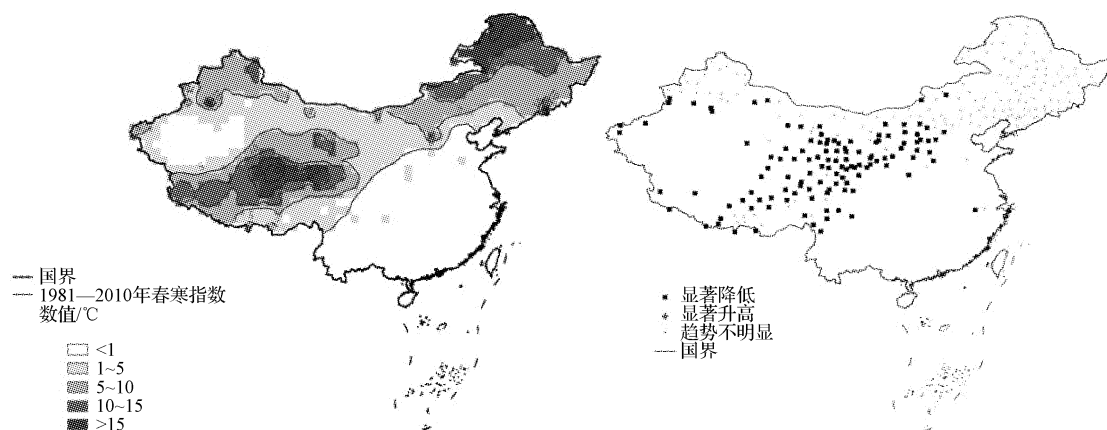 国界
1981—2010年春寒指数
数值/℃
<1
1~5
5~10
10~15
>15
显著降低
显著升高
趋势不明显
国界